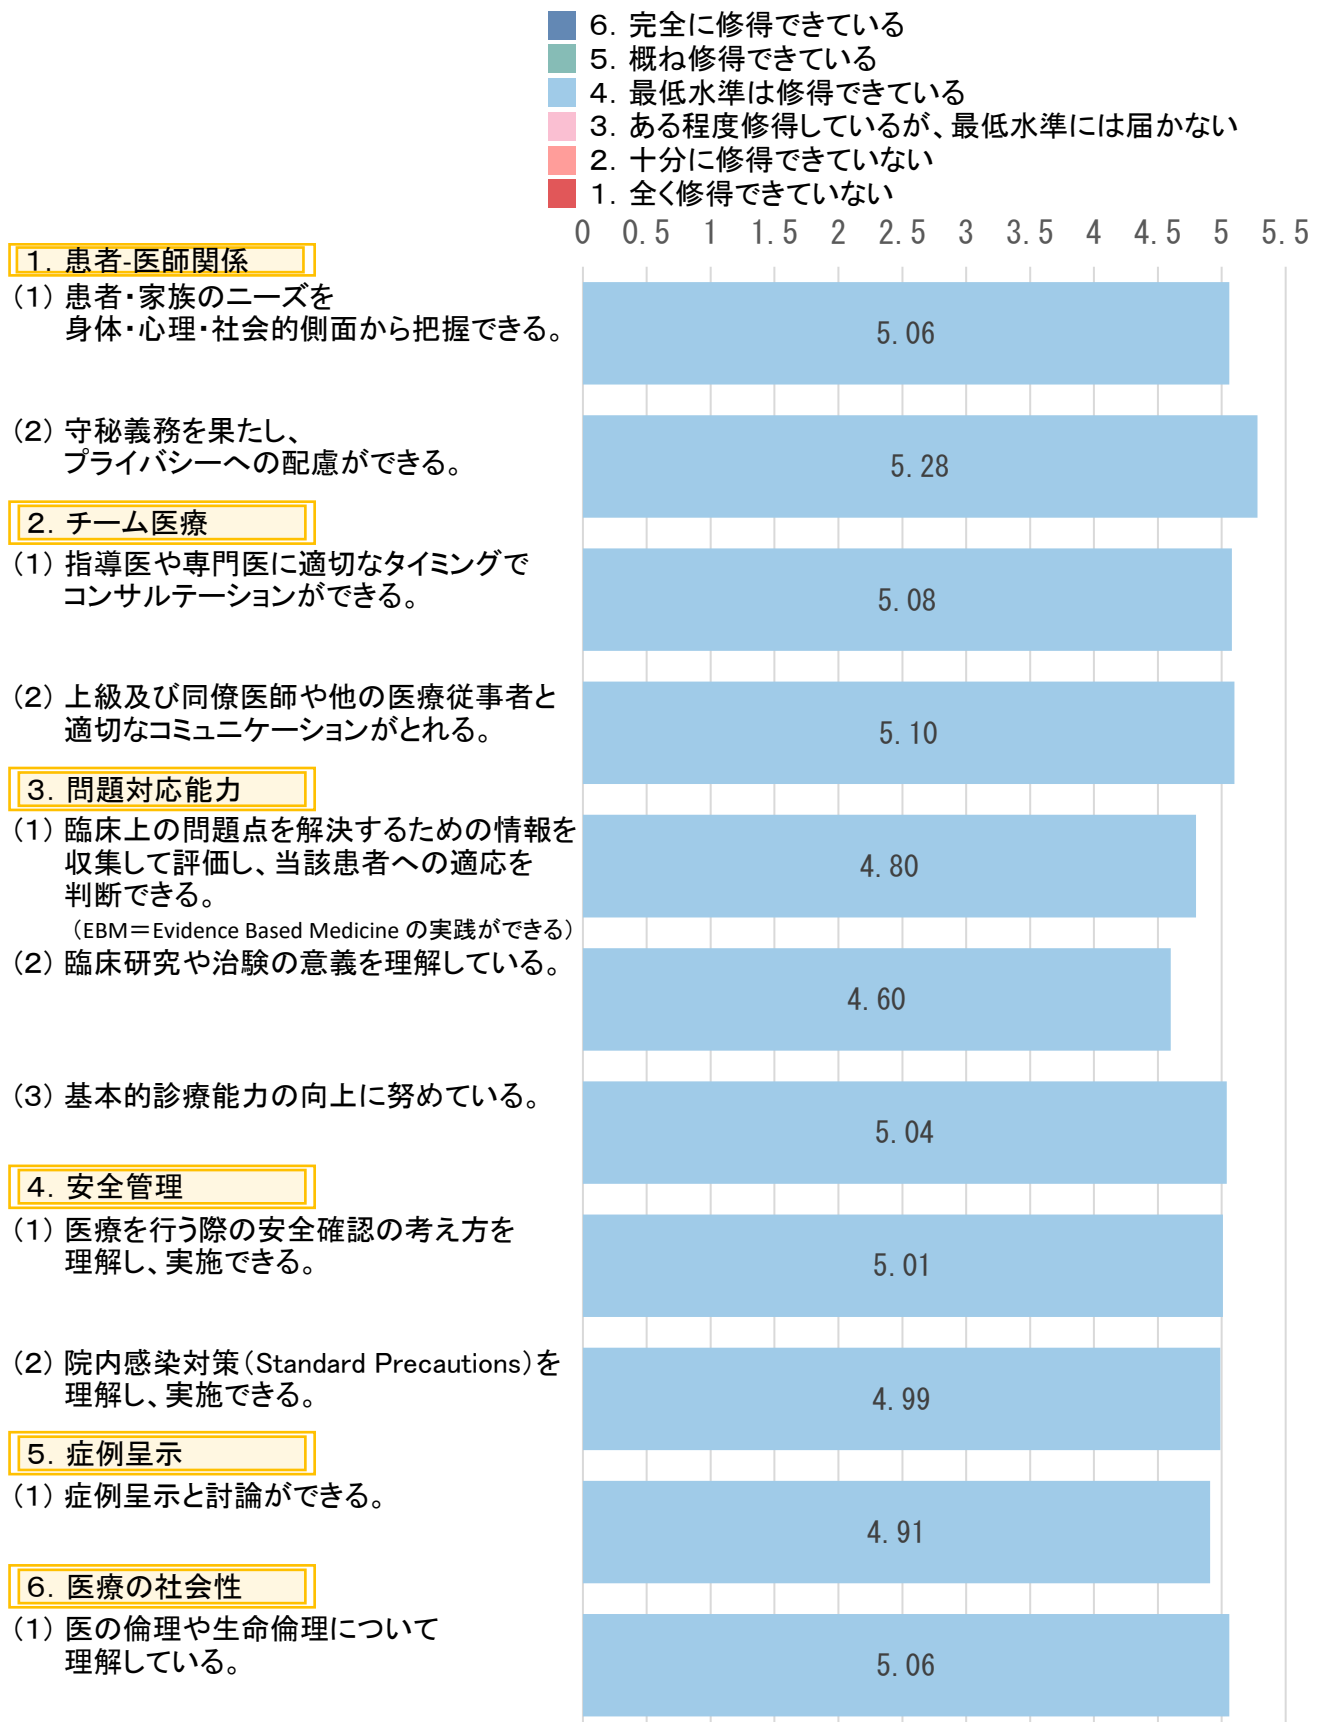 6. 完全に修得できている
5. 概ね修得できている
4. 最低水準は修得できている
3. ある程度修得しているが、最低水準には届かない
2. 十分に修得できていない
1. 全く修得できていない
0 0.5 1 1.5 2 2.5 3 3.5 4 4.5 5 5.5
1. 患者-医師関係
(1) 患者・家族のニーズを
身体・心理・社会的側面から把握できる。
5.06
(2) 守秘義務を果たし、
プライバシーへの配慮ができる。
5.28
2. チーム医療
(1) 指導医や専門医に適切なタイミングで
コンサルテーションができる。
5.08
(2) 上級及び同僚医師や他の医療従事者と
適切なコミュニケーションがとれる。
5.10
3. 問題対応能力
(1) 臨床上の問題点を解決するための情報を
収集して評価し、当該患者への適応を
判断できる。
(EBM＝Evidence Based Medicine の実践ができる)
4.80
(2) 臨床研究や治験の意義を理解している。
4.60
(3) 基本的診療能力の向上に努めている。
5.04
4. 安全管理
(1) 医療を行う際の安全確認の考え方を
理解し、実施できる。
5.01
(2) 院内感染対策(Standard Precautions)を
理解し、実施できる。
4.99
5. 症例呈示
(1) 症例呈示と討論ができる。
4.91
6. 医療の社会性
(1) 医の倫理や生命倫理について
理解している。
5.06